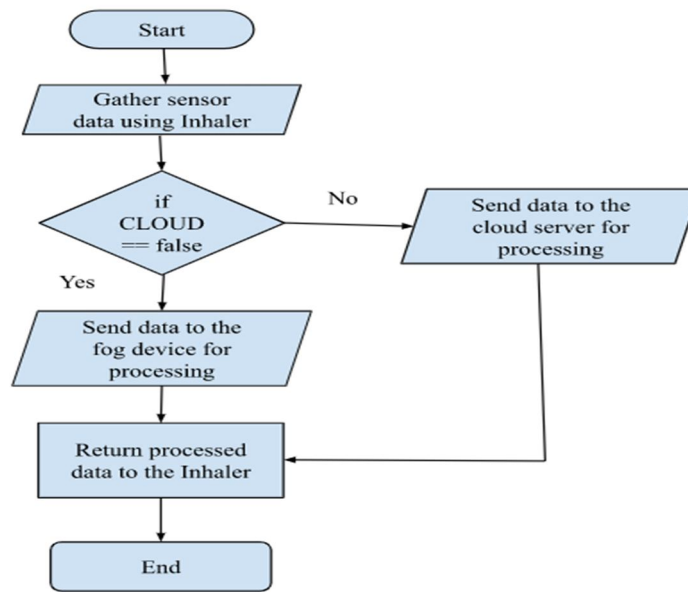 Start
Gather sensor
data using Inhaler
if
CLOUD
== false
No
Send data to the
cloud server for
processing
Yes
Send data to the
fog device for
processing
Return processed
data to the Inhaler
End